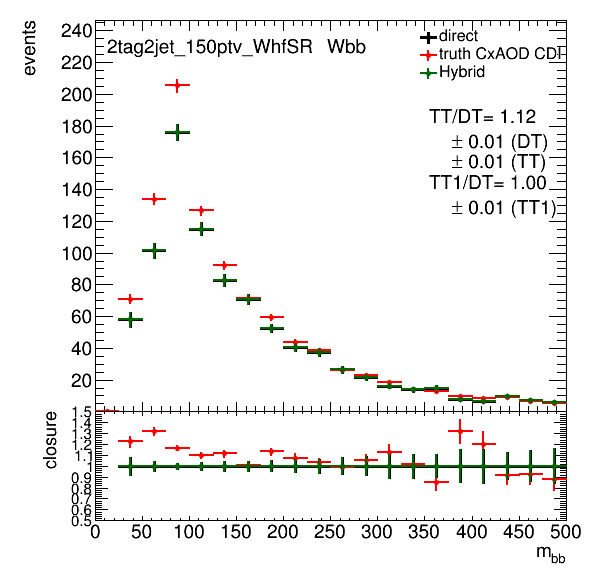 events
2tag2jet_150ptv_WhfSR Wbb
direct
truth CxAOD CDI
Hybrid
TT/DT= 1.12
± 0.01 (DT)
± 0.01 (TT)
TT1/DT= 1.00
± 0.01 (TT1)
240
220
200
180
160
140
120
100
80
60
40
20
closure
1.5
1.4
1.3
1.2
1.1
1
0.9
0.8
0.7
0.6
0.5
0 50 100 150 200 250 300 350 400 450 500
m_bb